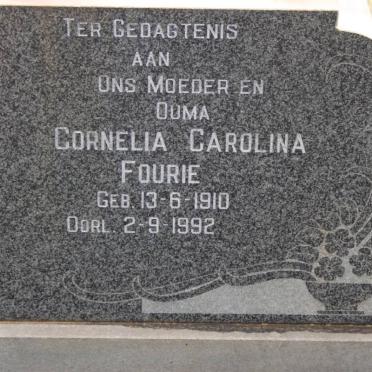 TER GEDAGTENIS
AAN
ONS MOEDER EN
OUMA
CORNELIA CAROLINA
FOURIE
GEB. 13-6-1910
OORL. 2-9-1992